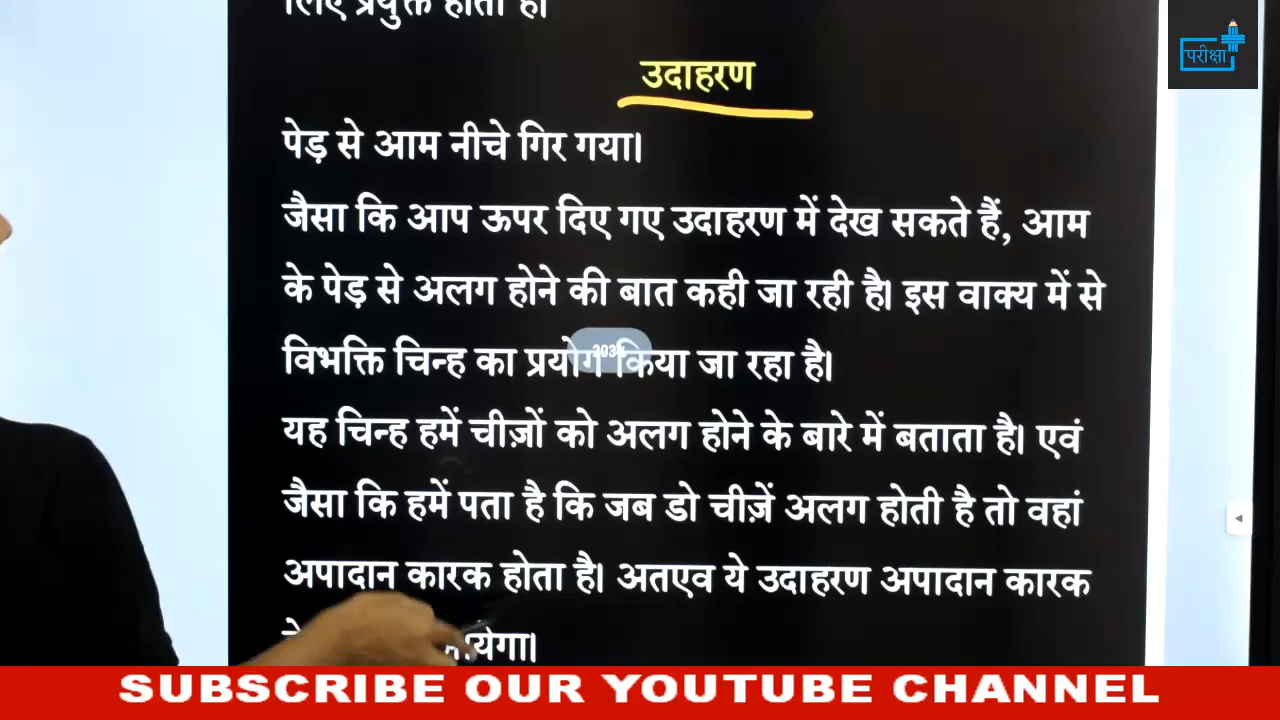 लिए प्रयुक्त होता है।
परीक्षा
उदाहरण
पेड़ से आम नीचे गिर गया।
जैसा कि आप ऊपर दिए गए उदाहरण में देख सकते हैं, आम
के पेड़ से अलग होने की बात कही जा रही है। इस वाक्य में से
विभक्ति चिन्ह का प्रयोग किया जा रहा है।
यह चिन्ह हमें चीज़ों को अलग होने के बारे में बताता है। एवं
जैसा कि हमें पता है कि जब डो चीज़ें अलग होती है तो वहां
अपादान कारक होता है। अतएव ये उदाहरण अपादान कारक
SUBSCRIBE OUR YOUTUBE CHANNEL